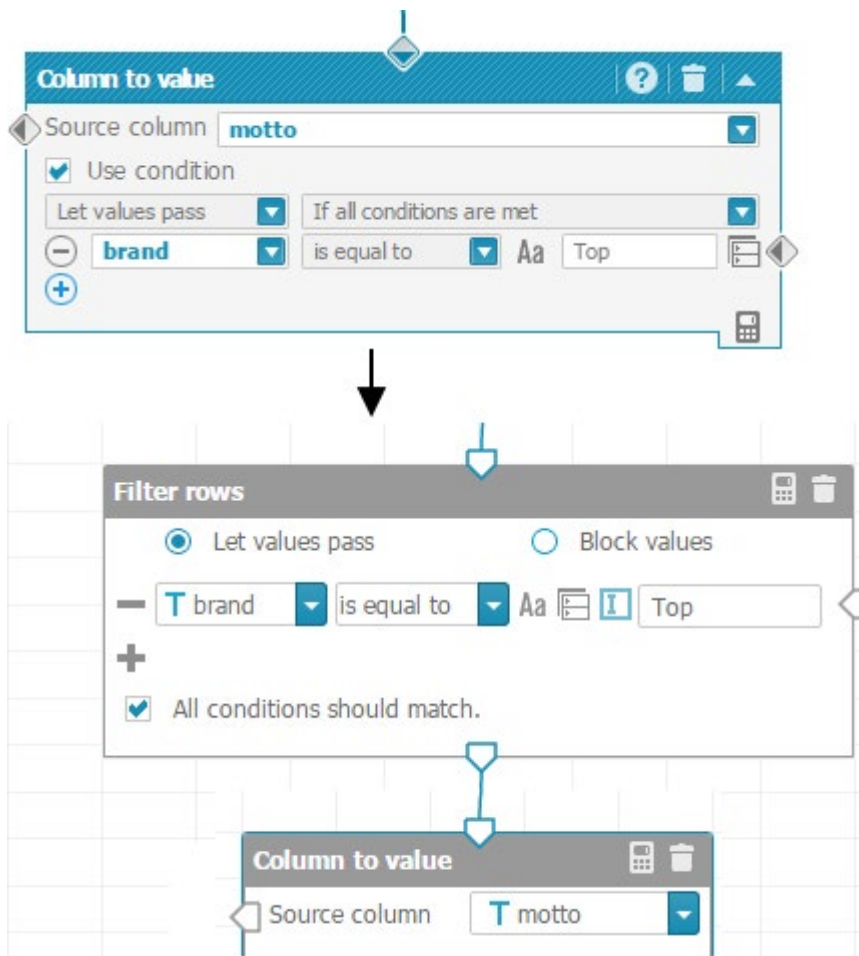 Column to value
Source column motto
Use condition
Let values pass If all conditions are met
brand is equal to Aa Top
Filter rows
Let values pass Block values
T brand is equal to Aa I Top
All conditions should match.
Column to value
Source column T motto